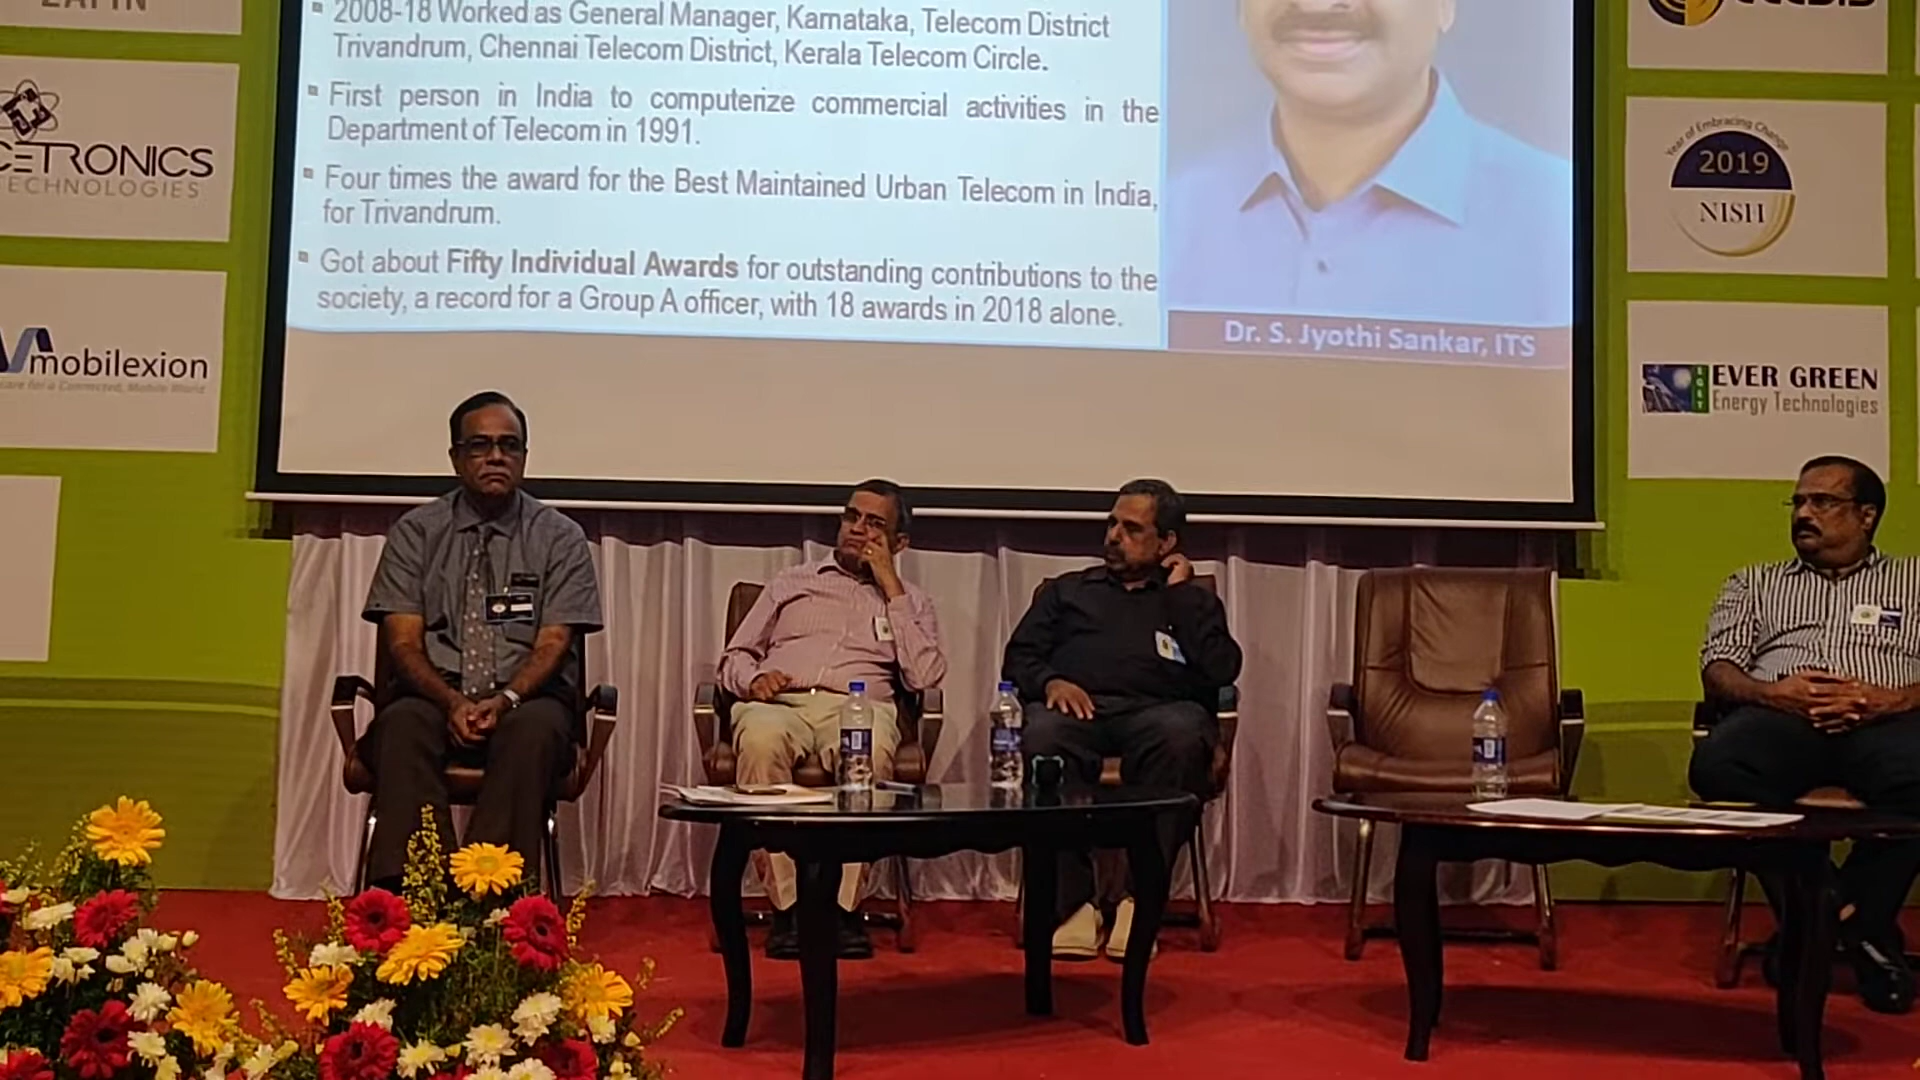 2008-18 Worked as General Manager, Karnataka, Telecom District
Trivandrum, Chennai Telecom District, Kerala Telecom Circle.
First person in India to computerize commercial activities in the
Department of Telecom in 1991.
Four times the award for the Best Maintained Urban Telecom in India,
for Trivandrum.
Got about Fifty Individual Awards for outstanding contributions to the
society, a record for a Group A officer, with 18 awards in 2018 alone.
Dr. S. Jyothi Sankar, ITS
CETRONICS
TECHNOLOGIES
mobilexion
Connected, Mobile World
Year of Embracing Change
2019
NISH
EGET
EVER GREEN
Energy Technologies